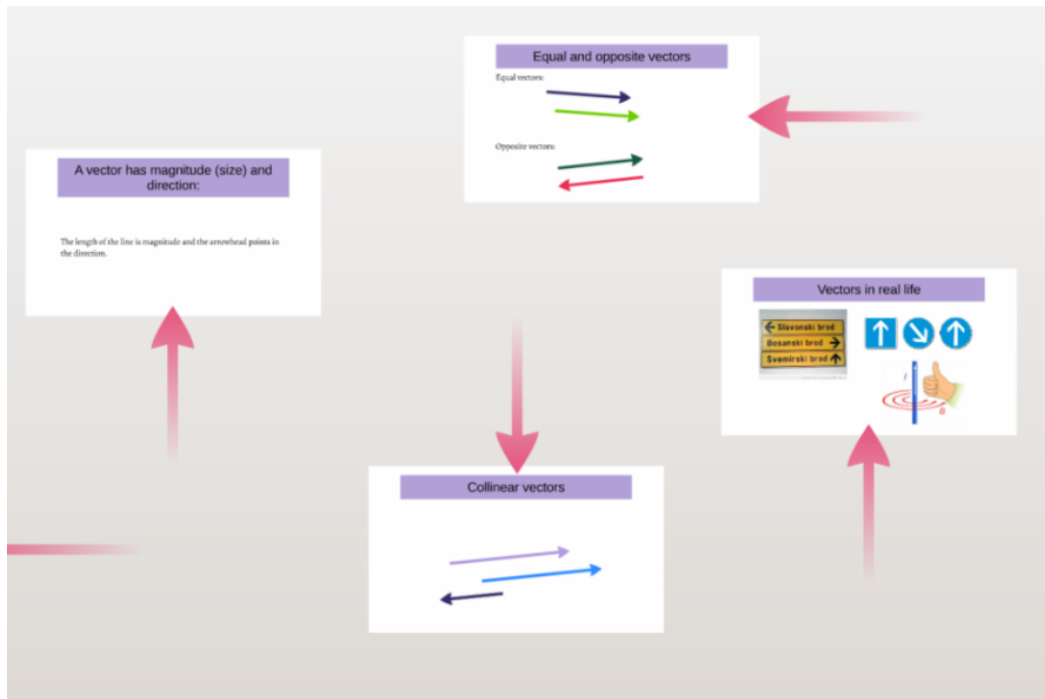 A vector has magnitude (size) and
direction:
The length of the line is magnitude and the arrowhead points in
the direction.
Equal and opposite vectors
Equal vectors:
Opposite vectors:
Vectors in real life
Slavonski brod
Bosanski brod
Svemirski brod
I
B
Collinear vectors